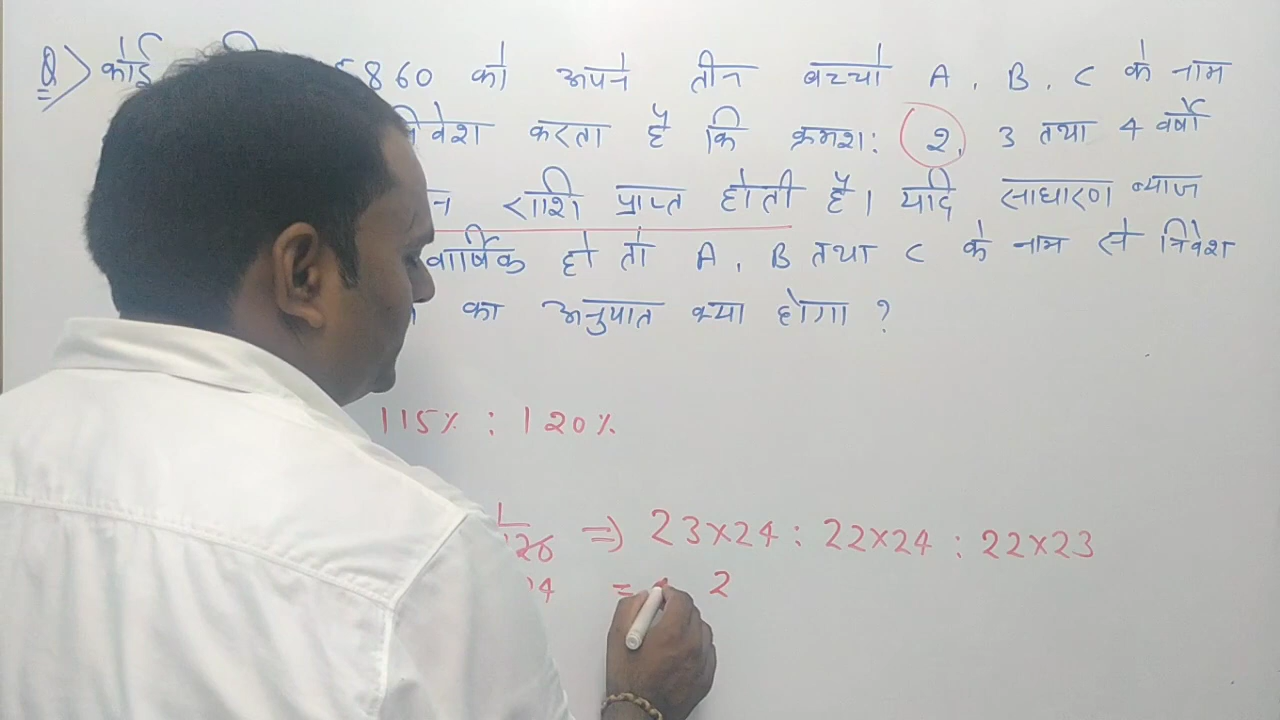 Q> कोई 860 को अपने तीन बच्चो A, B, C के नाम
करता है कि क्रमश: 2, 3 तथा 4 वर्षो
राशि प्राप्त होती है। यदि साधारण ब्याज
वार्षिक हो तो A, B तथा C के नाम से निवेश
का अनुपात क्या होगा ?
115% : 120%
=> 23×24 : 22×24 : 22×23
= 2